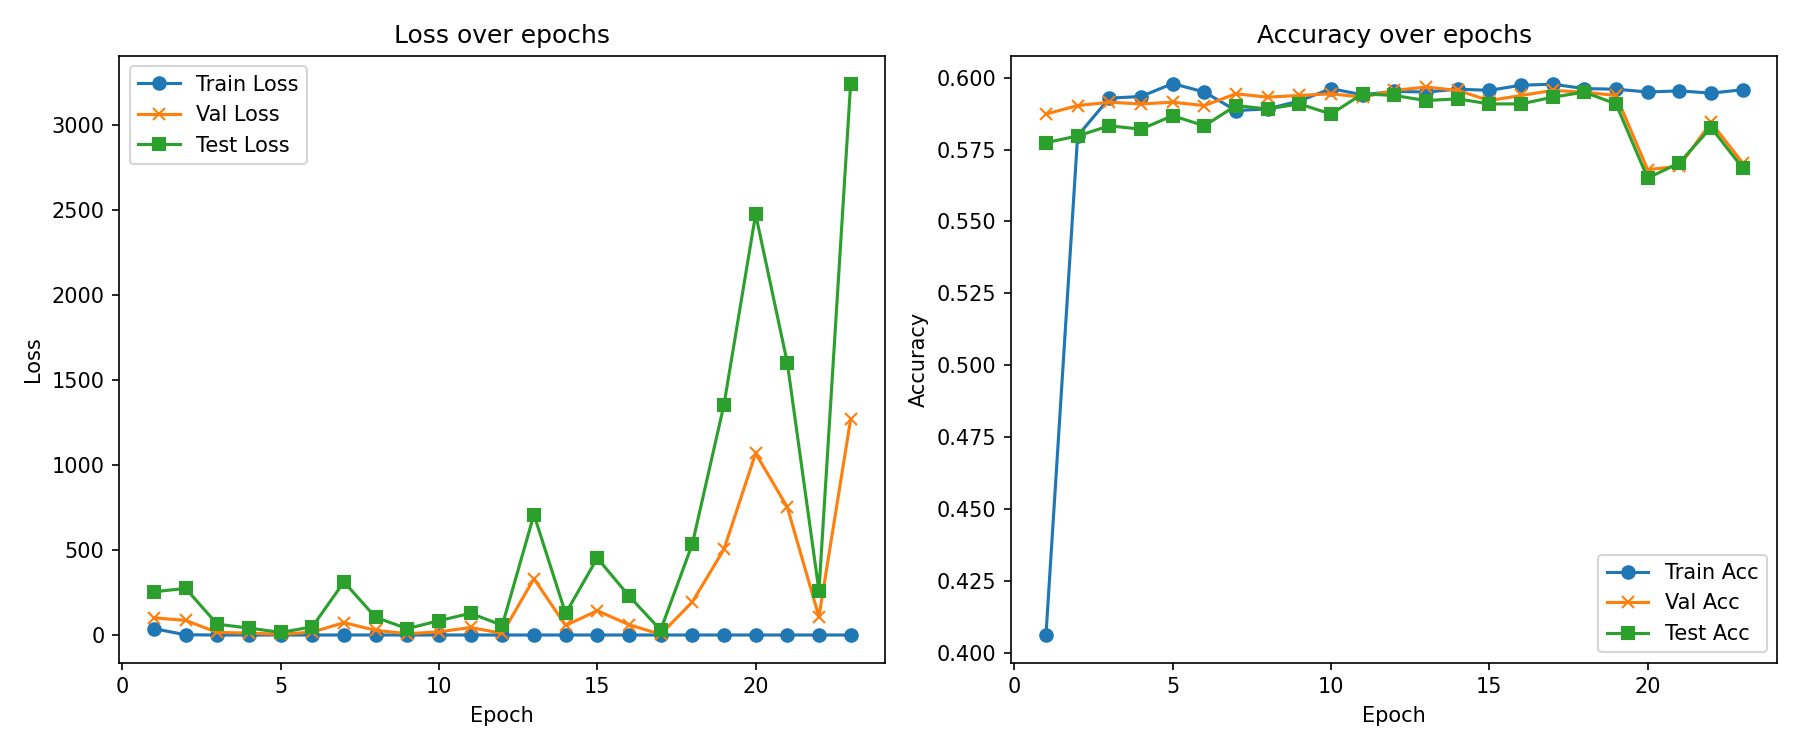 Loss over epochs
Train Loss
Val Loss
Test Loss
3000
2500
2000
1500
1000
500
0
Loss
0
5
10
15
20
Epoch
Accuracy over epochs
0.600
0.575
0.550
0.525
0.500
0.475
0.450
0.425
0.400
Accuracy
Train Acc
Val Acc
Test Acc
0
5
10
15
20
Epoch